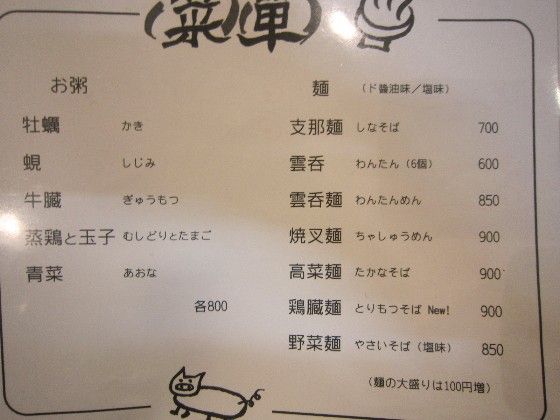 菜単
お粥
牡蠣 かき
蜆 しじみ
牛臓 ぎゅうもつ
蒸鶏と玉子 むしどりとたまご
青菜 あおな
各800
麺 (ド醬油味/塩味)
支那麺 しなそば 700
雲呑 わんたん (6個) 600
雲呑麺 わんたんめん 850
焼叉麺 ちゃしゅうめん 900
高菜麺 たかなそば 900
鶏臓麺 とりもつそば New! 900
野菜麺 やさいそば (塩味) 850
(麺の大盛りは100円増)